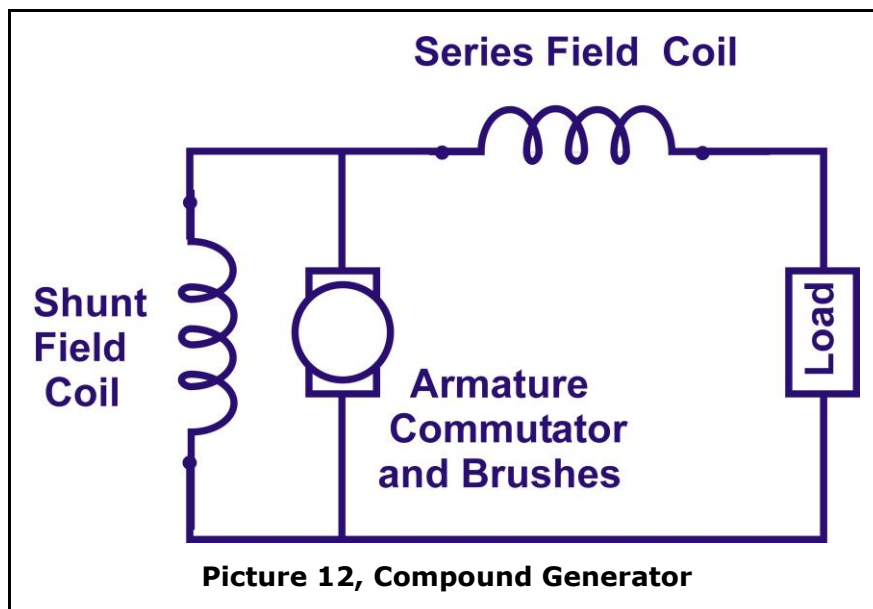 Series Field Coil
Shunt
Field
Coil
Load
Armature
Commutator
and Brushes
Picture 12, Compound Generator